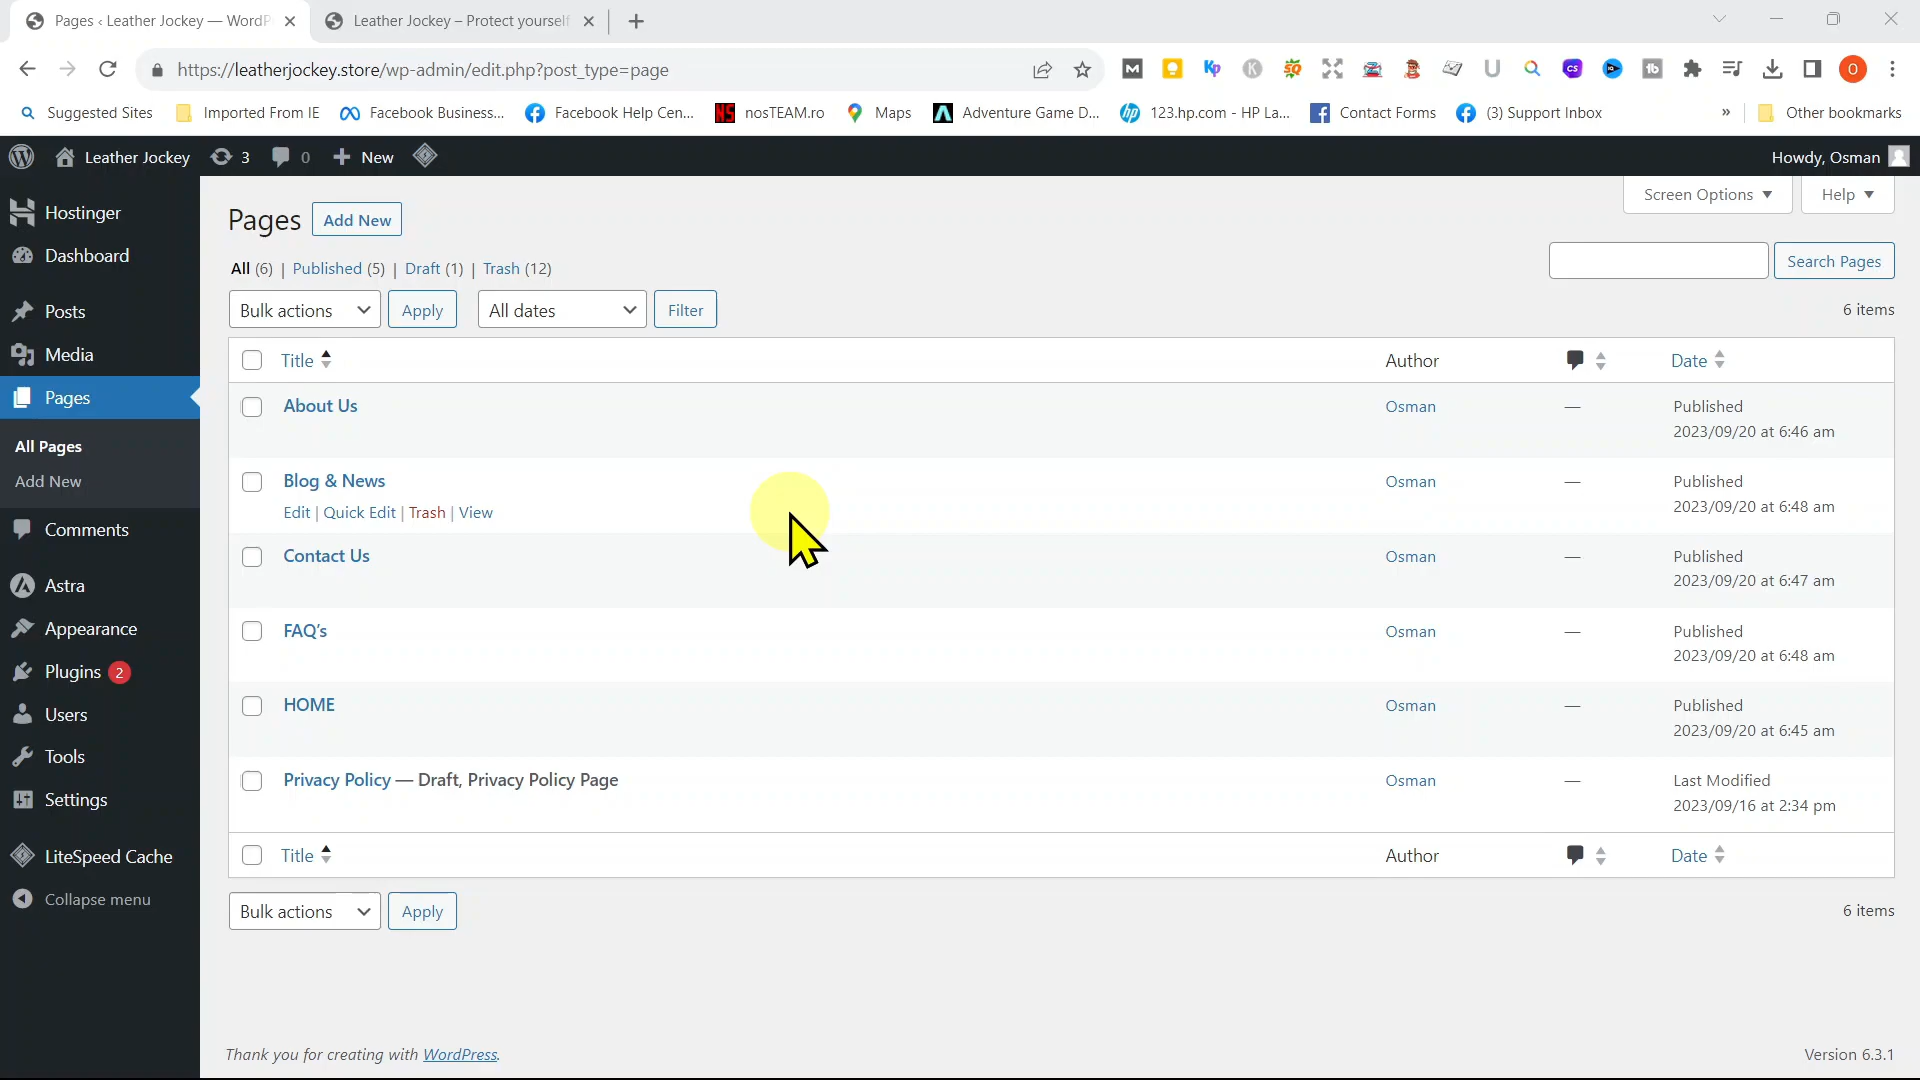 Pages ‹ Leather Jockey — WordP
Leather Jockey – Protect yourself
https://leatherjockey.store/wp-admin/edit.php?post_type=page
M
Kp
K
SQ
U
CS
tb
O
Suggested Sites
Imported From IE
Facebook Business...
Facebook Help Cen...
nosTEAM.ro
Maps
Adventure Game D...
123.hp.com - HP La...
Contact Forms
(3) Support Inbox
»
Other bookmarks
Leather Jockey
3
0
New
Howdy, Osman
Hostinger
Dashboard
Posts
Media
Pages
All Pages
Add New
Comments
Astra
Appearance
Plugins 2
Users
Tools
Settings
LiteSpeed Cache
Collapse menu
Screen Options
Help
Pages
Add New
All (6) | Published (5) | Draft (1) | Trash (12)
Search Pages
Bulk actions
Apply
All dates
Filter
6 items
Title Author Date
About Us Osman — Published
2023/09/20 at 6:46 am
Blog & News Osman — Published
Edit | Quick Edit | Trash | View 2023/09/20 at 6:48 am
Contact Us Osman — Published
2023/09/20 at 6:47 am
FAQ's Osman — Published
2023/09/20 at 6:48 am
HOME Osman — Published
2023/09/20 at 6:45 am
Privacy Policy — Draft, Privacy Policy Page Osman — Last Modified
2023/09/16 at 2:34 pm
Title Author Date
Bulk actions
Apply
6 items
Thank you for creating with WordPress.
Version 6.3.1